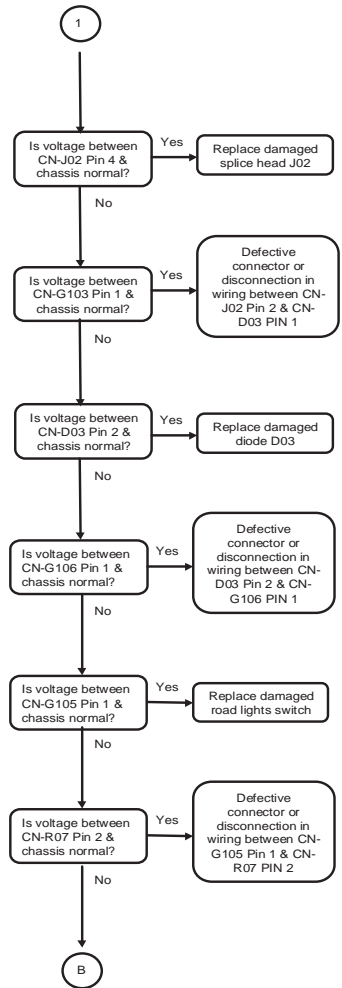 1
Is voltage between
CN-J02 Pin 4 &
chassis normal?
Yes
Replace damaged
splice head J02
No
Is voltage between
CN-G103 Pin 1 &
chassis normal?
Yes
Defective
connector or
disconnection in
wiring between CN-
J02 Pin 2 & CN-
D03 PIN 1
No
Is voltage between
CN-D03 Pin 2 &
chassis normal?
Yes
Replace damaged
diode D03
No
Is voltage between
CN-G106 Pin 1 &
chassis normal?
Yes
Defective
connector or
disconnection in
wiring between CN-
D03 Pin 2 & CN-
G106 PIN 1
No
Is voltage between
CN-G105 Pin 1 &
chassis normal?
Yes
Replace damaged
road lights switch
No
Is voltage between
CN-R07 Pin 2 &
chassis normal?
Yes
Defective
connector or
disconnection in
wiring between CN-
G105 Pin 1 & CN-
R07 PIN 2
No
B